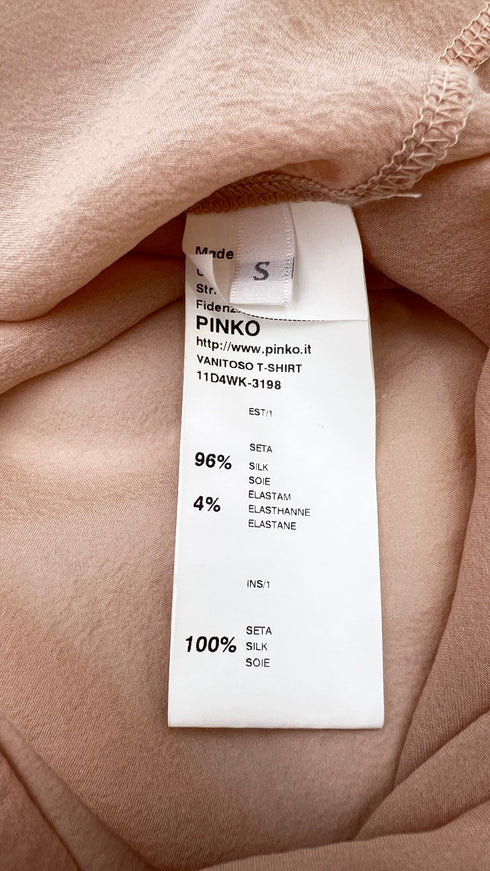 Made
S
Str.
Fidenz
PINKO
http://www.pinko.it
VANITOSO T-SHIRT
11D4WK-3198
EST/1
SETA
96% SILK
SOIE
ELASTAM
4% ELASTHANNE
ELASTANE
INS/1
SETA
100% SILK
SOIE